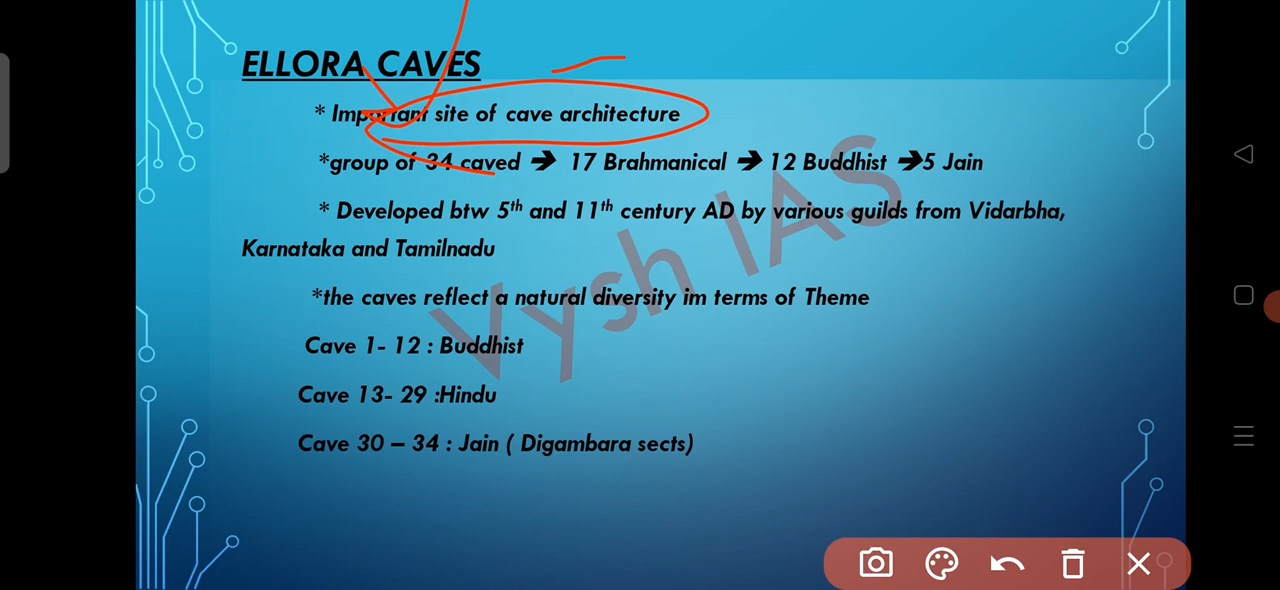 ELLORA CAVES
* Important site of cave architecture
*group of 34 caved ➔ 17 Brahmanical ➔ 12 Buddhist ➔5 Jain
* Developed btw 5th and 11th century AD by various guilds from Vidarbha,
Karnataka and Tamilnadu
*the caves reflect a natural diversity im terms of Theme
Cave 1- 12 : Buddhist
Cave 13- 29 :Hindu
Cave 30 – 34 : Jain ( Digambara sects)
Vysh IAS